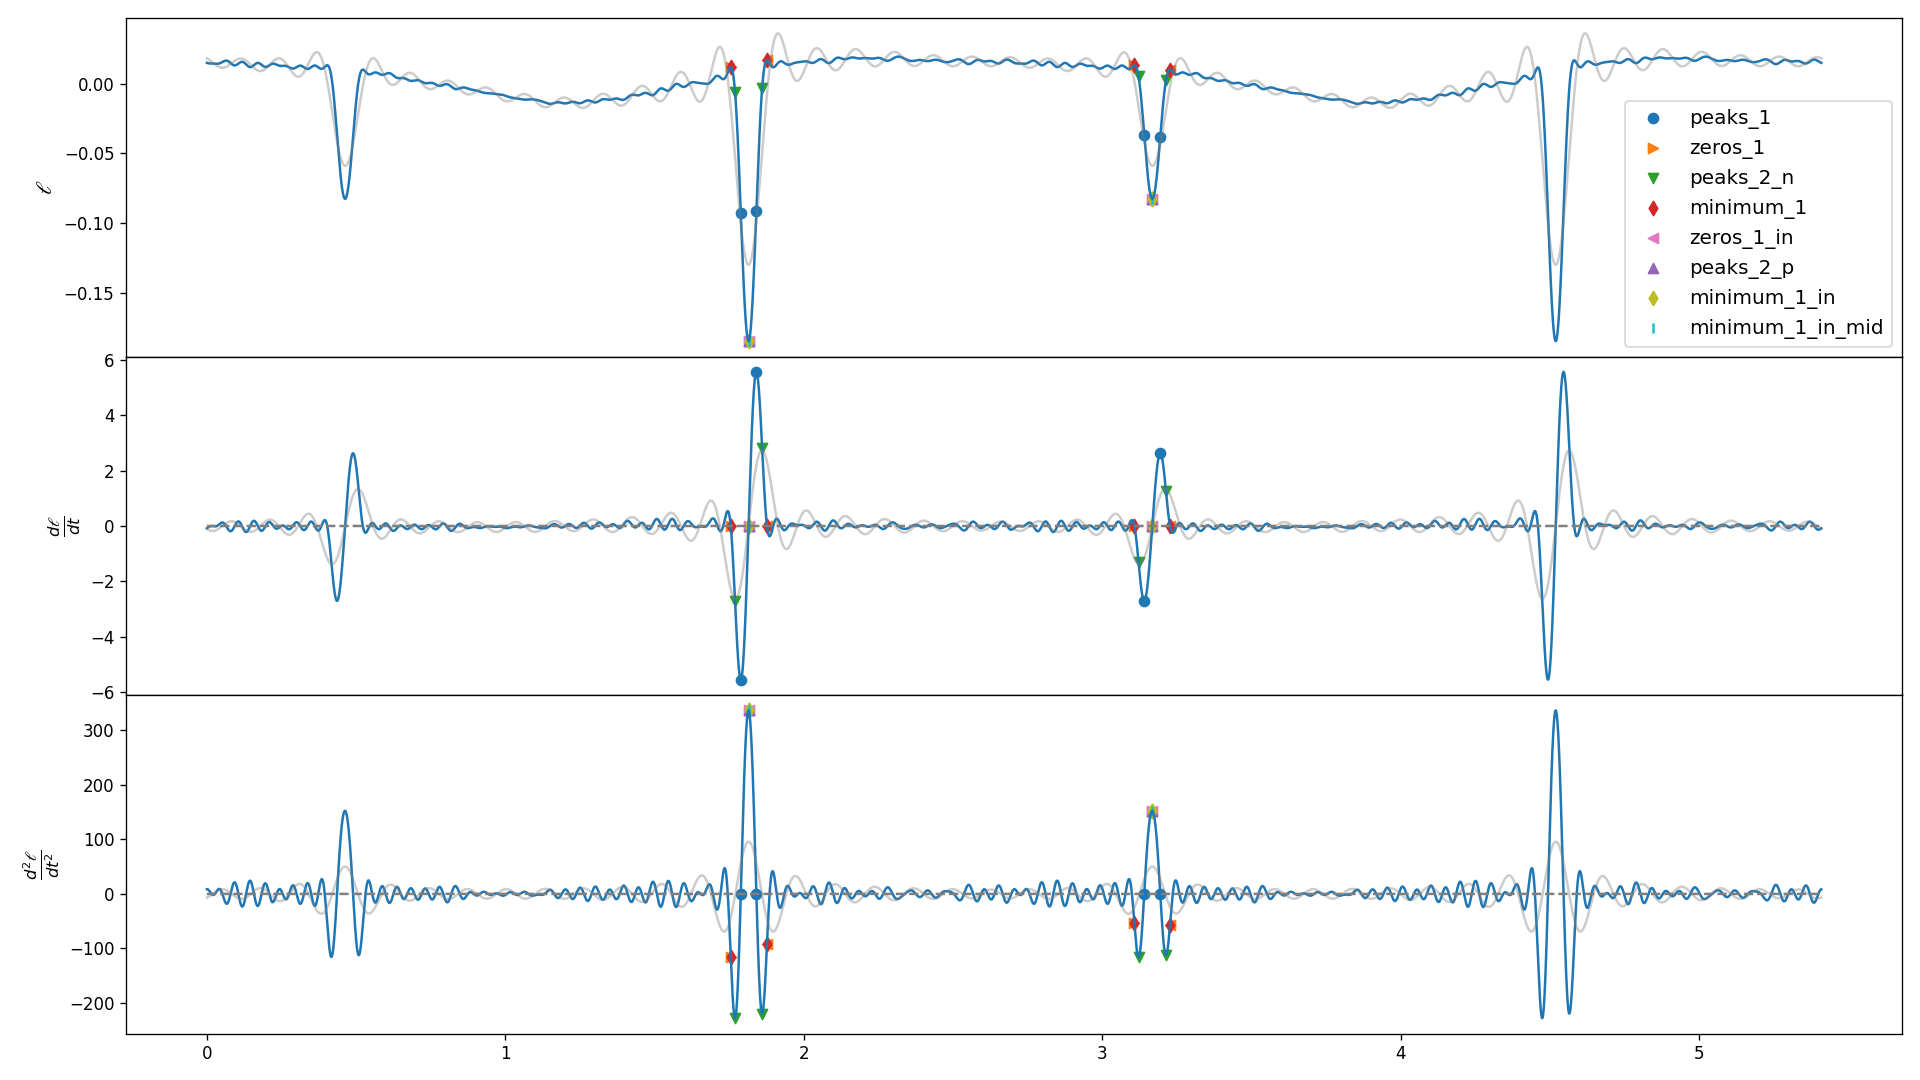 0.00
−0.05
−0.10
−0.15
ℓ
peaks_1
zeros_1
peaks_2_n
minimum_1
zeros_1_in
peaks_2_p
minimum_1_in
minimum_1_in_mid
6
4
2
0
−2
−4
−6
dℓ
dt
300
200
100
0
−100
−200
d²ℓ
dt²
0 1 2 3 4 5